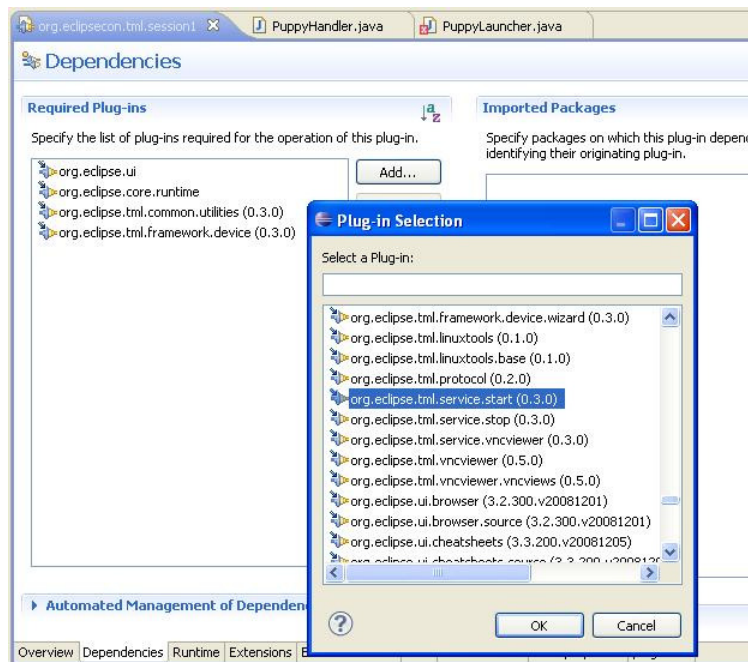 org.eclipsecon.tml.session1 PuppyHandler.java PuppyLauncher.java
Dependencies
Required Plug-ins
Specify the list of plug-ins required for the operation of this plug-in.
org.eclipse.ui
org.eclipse.core.runtime
org.eclipse.tml.common.utilities (0.3.0)
org.eclipse.tml.framework.device (0.3.0)
Add...
Imported Packages
Specify packages on which this plug-in
identifying their originating plug-in.
Plug-in Selection
Select a Plug-in:
org.eclipse.tml.framework.device.wizard (0.3.0)
org.eclipse.tml.linuxtools (0.1.0)
org.eclipse.tml.linuxtools.base (0.1.0)
org.eclipse.tml.protocol (0.2.0)
org.eclipse.tml.service.start (0.3.0)
org.eclipse.tml.service.stop (0.3.0)
org.eclipse.tml.service.vncviewer (0.3.0)
org.eclipse.tml.vncviewer (0.5.0)
org.eclipse.tml.vncviewer.vncviews (0.5.0)
org.eclipse.ui.browser (3.2.300.v20081201)
org.eclipse.ui.browser.source (3.2.300.v20081201)
org.eclipse.ui.cheatsheets (3.3.200.v20081205)
OK Cancel
Automated Management of
Overview Dependencies Runtime Extensions